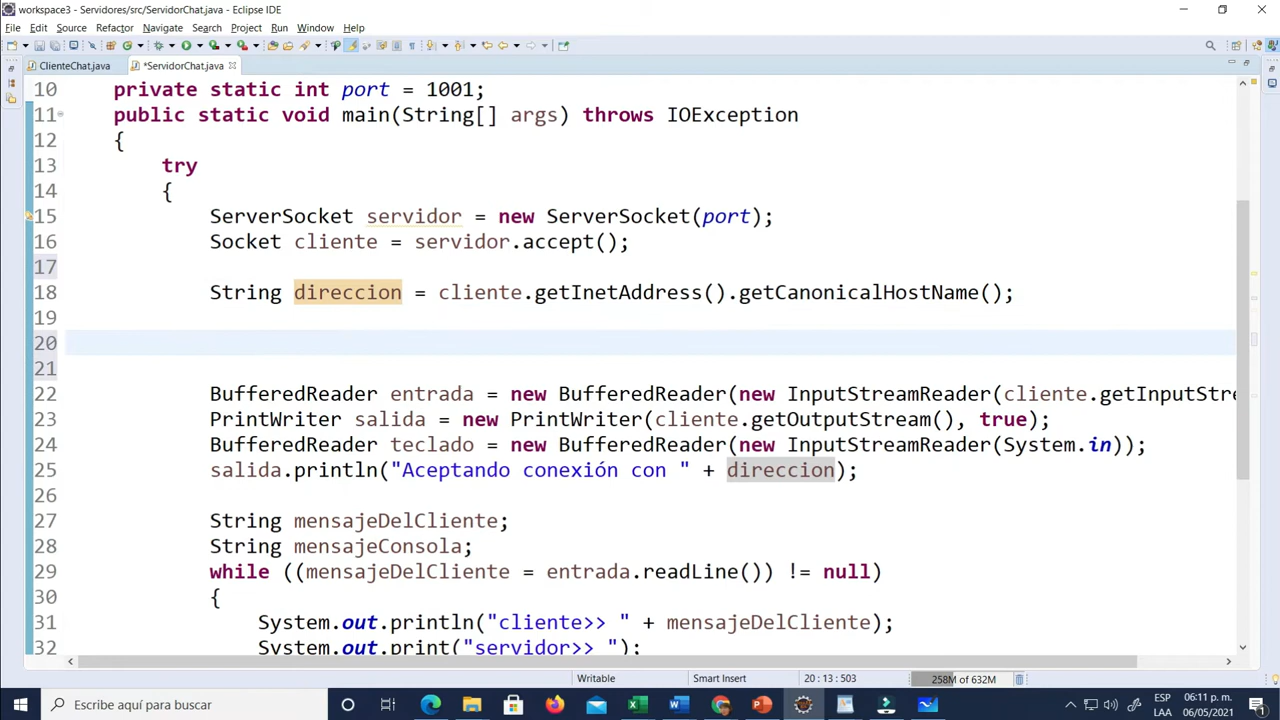 workspace3 - Servidores/src/ServidorChat.java - Eclipse IDE
File Edit Source Refactor Navigate Search Project Run Window Help
ClienteChat.java *ServidorChat.java
10 private static int port = 1001;
11 public static void main(String[] args) throws IOException
12 {
13 try
14 {
15 ServerSocket servidor = new ServerSocket(port);
16 Socket cliente = servidor.accept();
17
18 String direccion = cliente.getInetAddress().getCanonicalHostName();
19
20
21
22 BufferedReader entrada = new BufferedReader(new InputStreamReader(cliente.getInputStre
23 PrintWriter salida = new PrintWriter(cliente.getOutputStream(), true);
24 BufferedReader teclado = new BufferedReader(new InputStreamReader(System.in));
25 salida.println("Aceptando conexión con " + direccion);
26
27 String mensajeDelCliente;
28 String mensajeConsola;
29 while ((mensajeDelCliente = entrada.readLine()) != null)
30 {
31 System.out.println("cliente>> " + mensajeDelCliente);
32 System.out.print("servidor>> ");
Writable Smart Insert 20 : 13 : 503 258M of 632M
Escribe aquí para buscar ESP 06:11 p. m.
LAA 06/05/2021 1